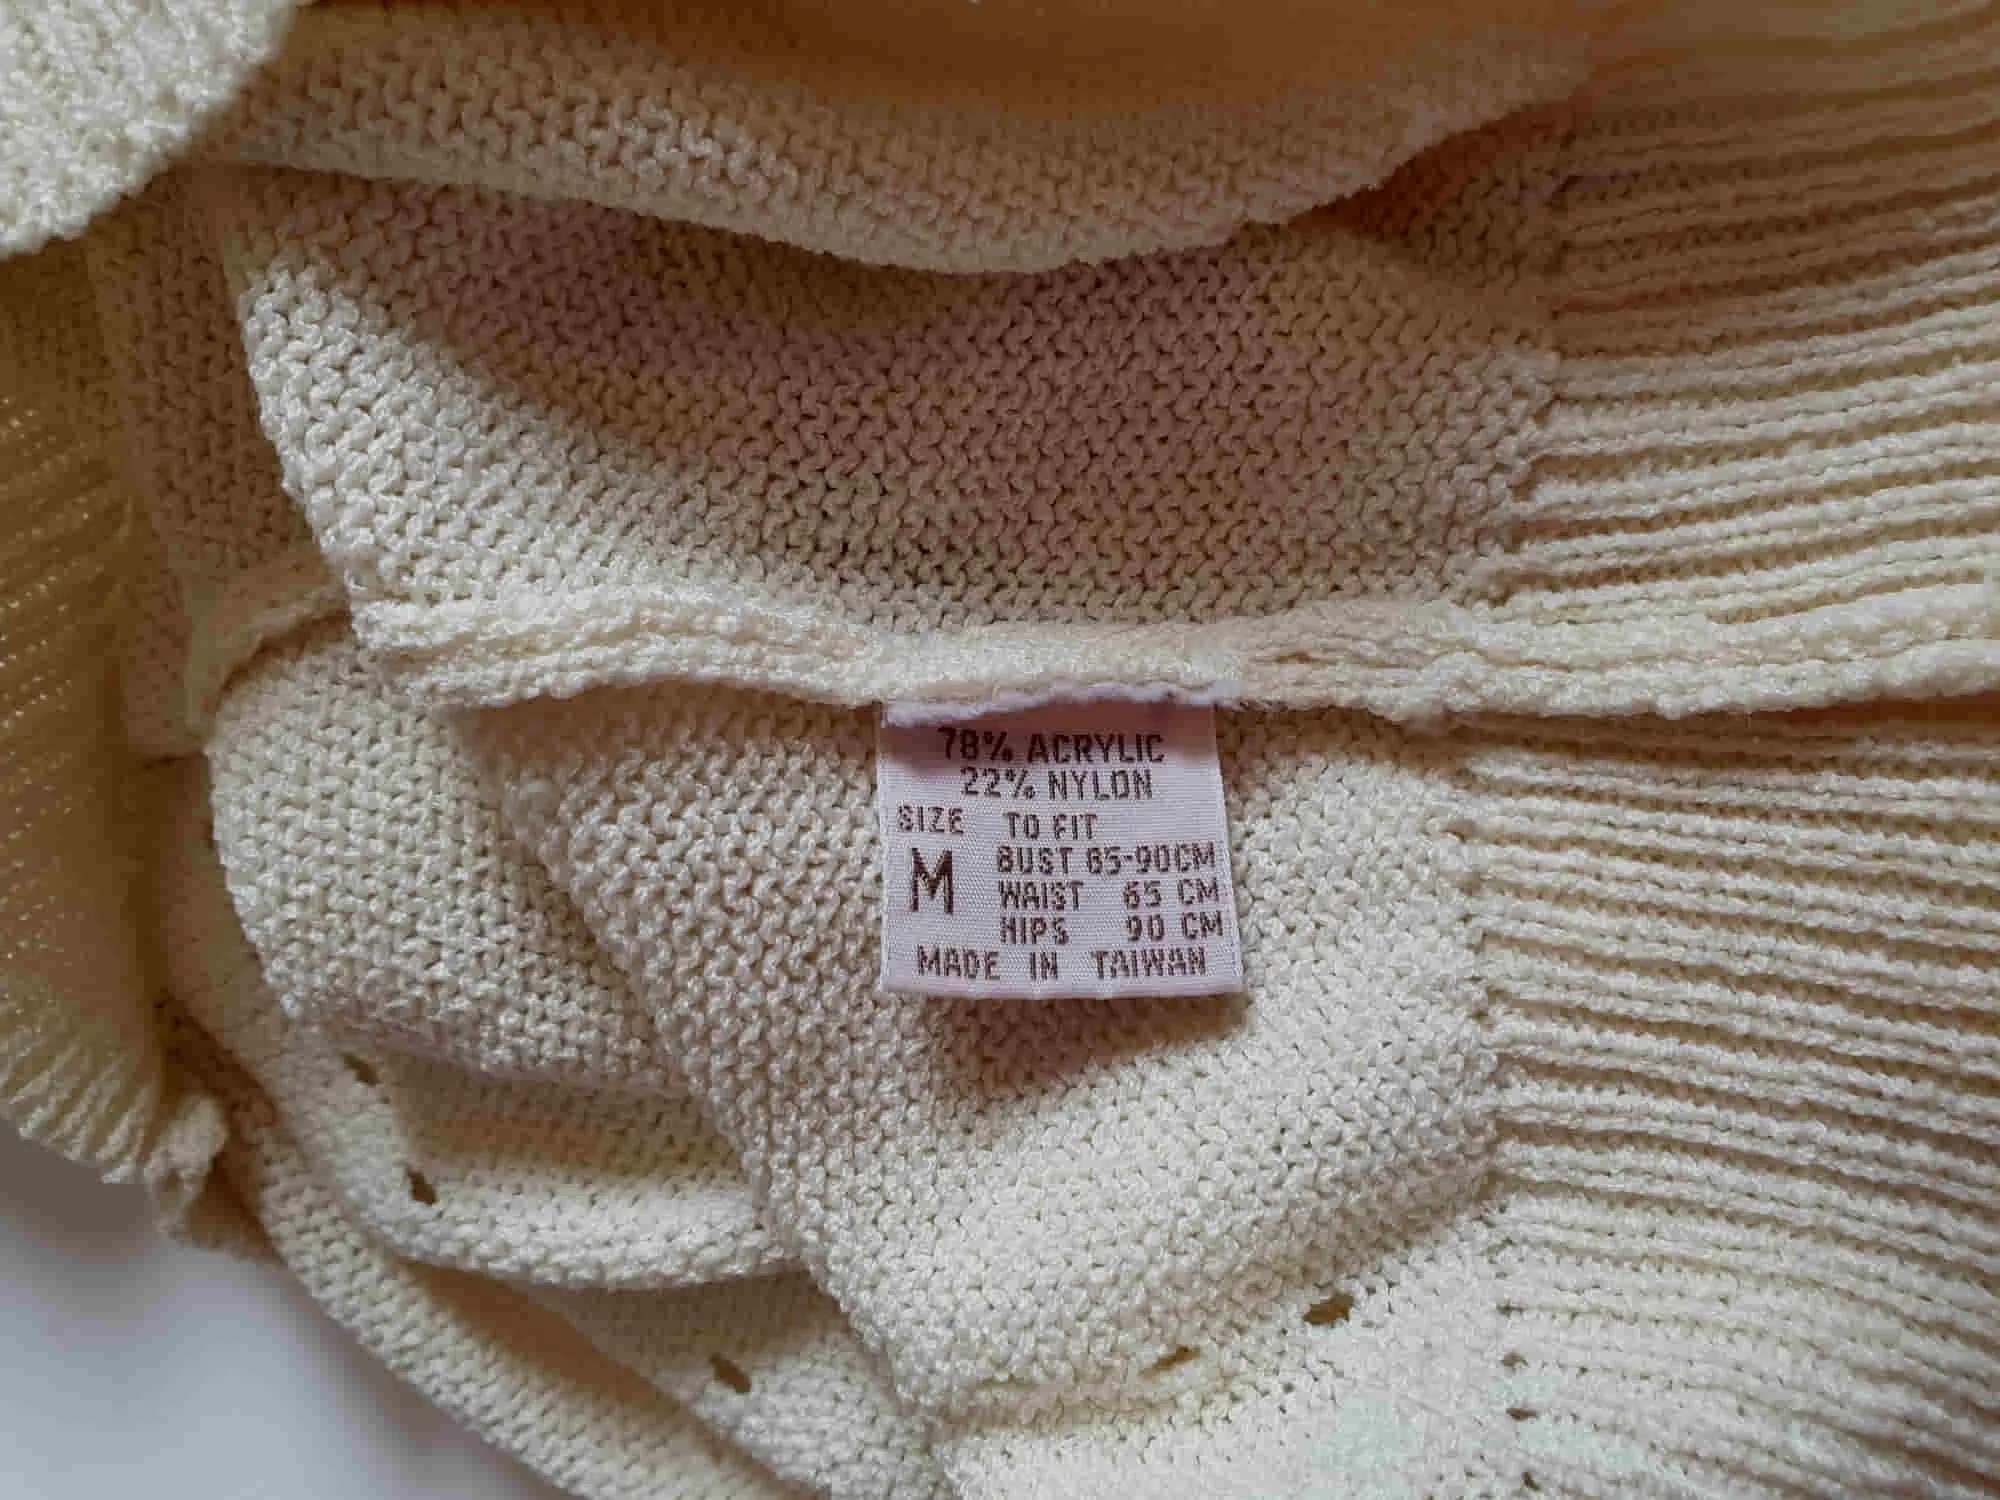 78% ACRYLIC
22% NYLON
SIZE TO FIT
M BUST 85-90CM
WAIST 65 CM
HIPS 90 CM
MADE IN TAIWAN